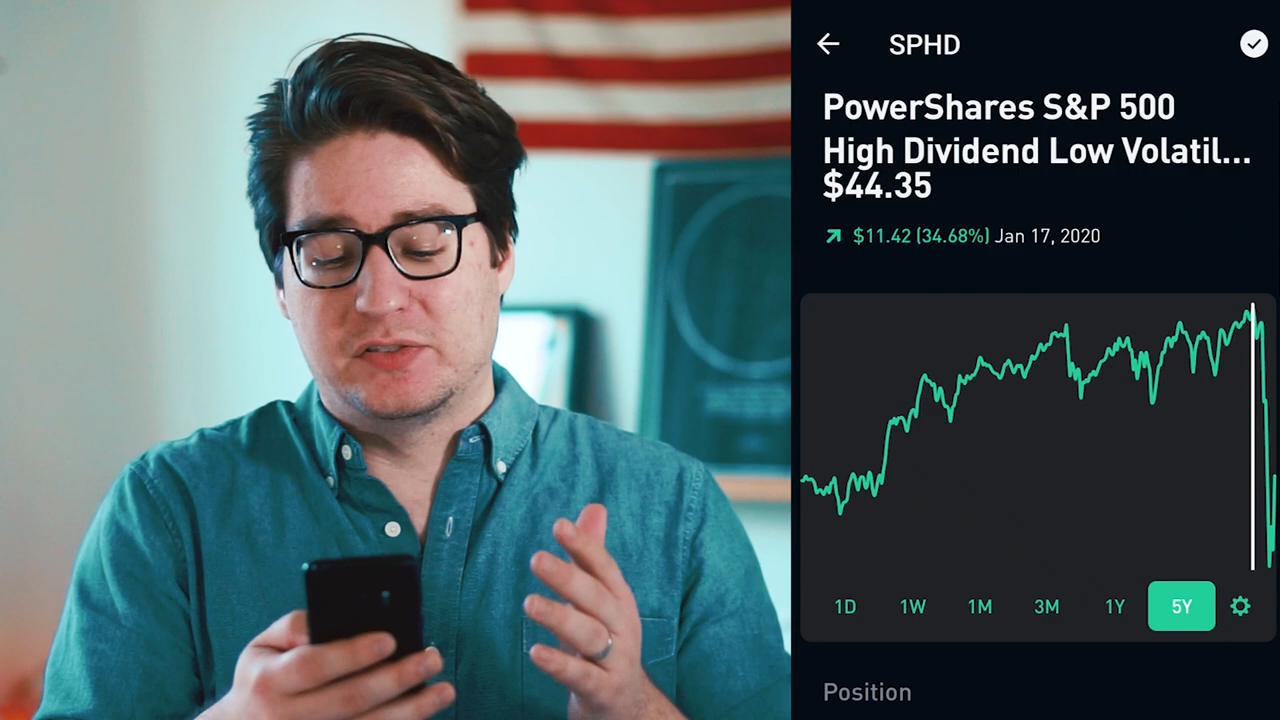 SPHD
PowerShares S&P 500
High Dividend Low Volatil...
$44.35
$11.42 (34.68%) Jan 17, 2020
1D 1W 1M 3M 1Y 5Y
Position